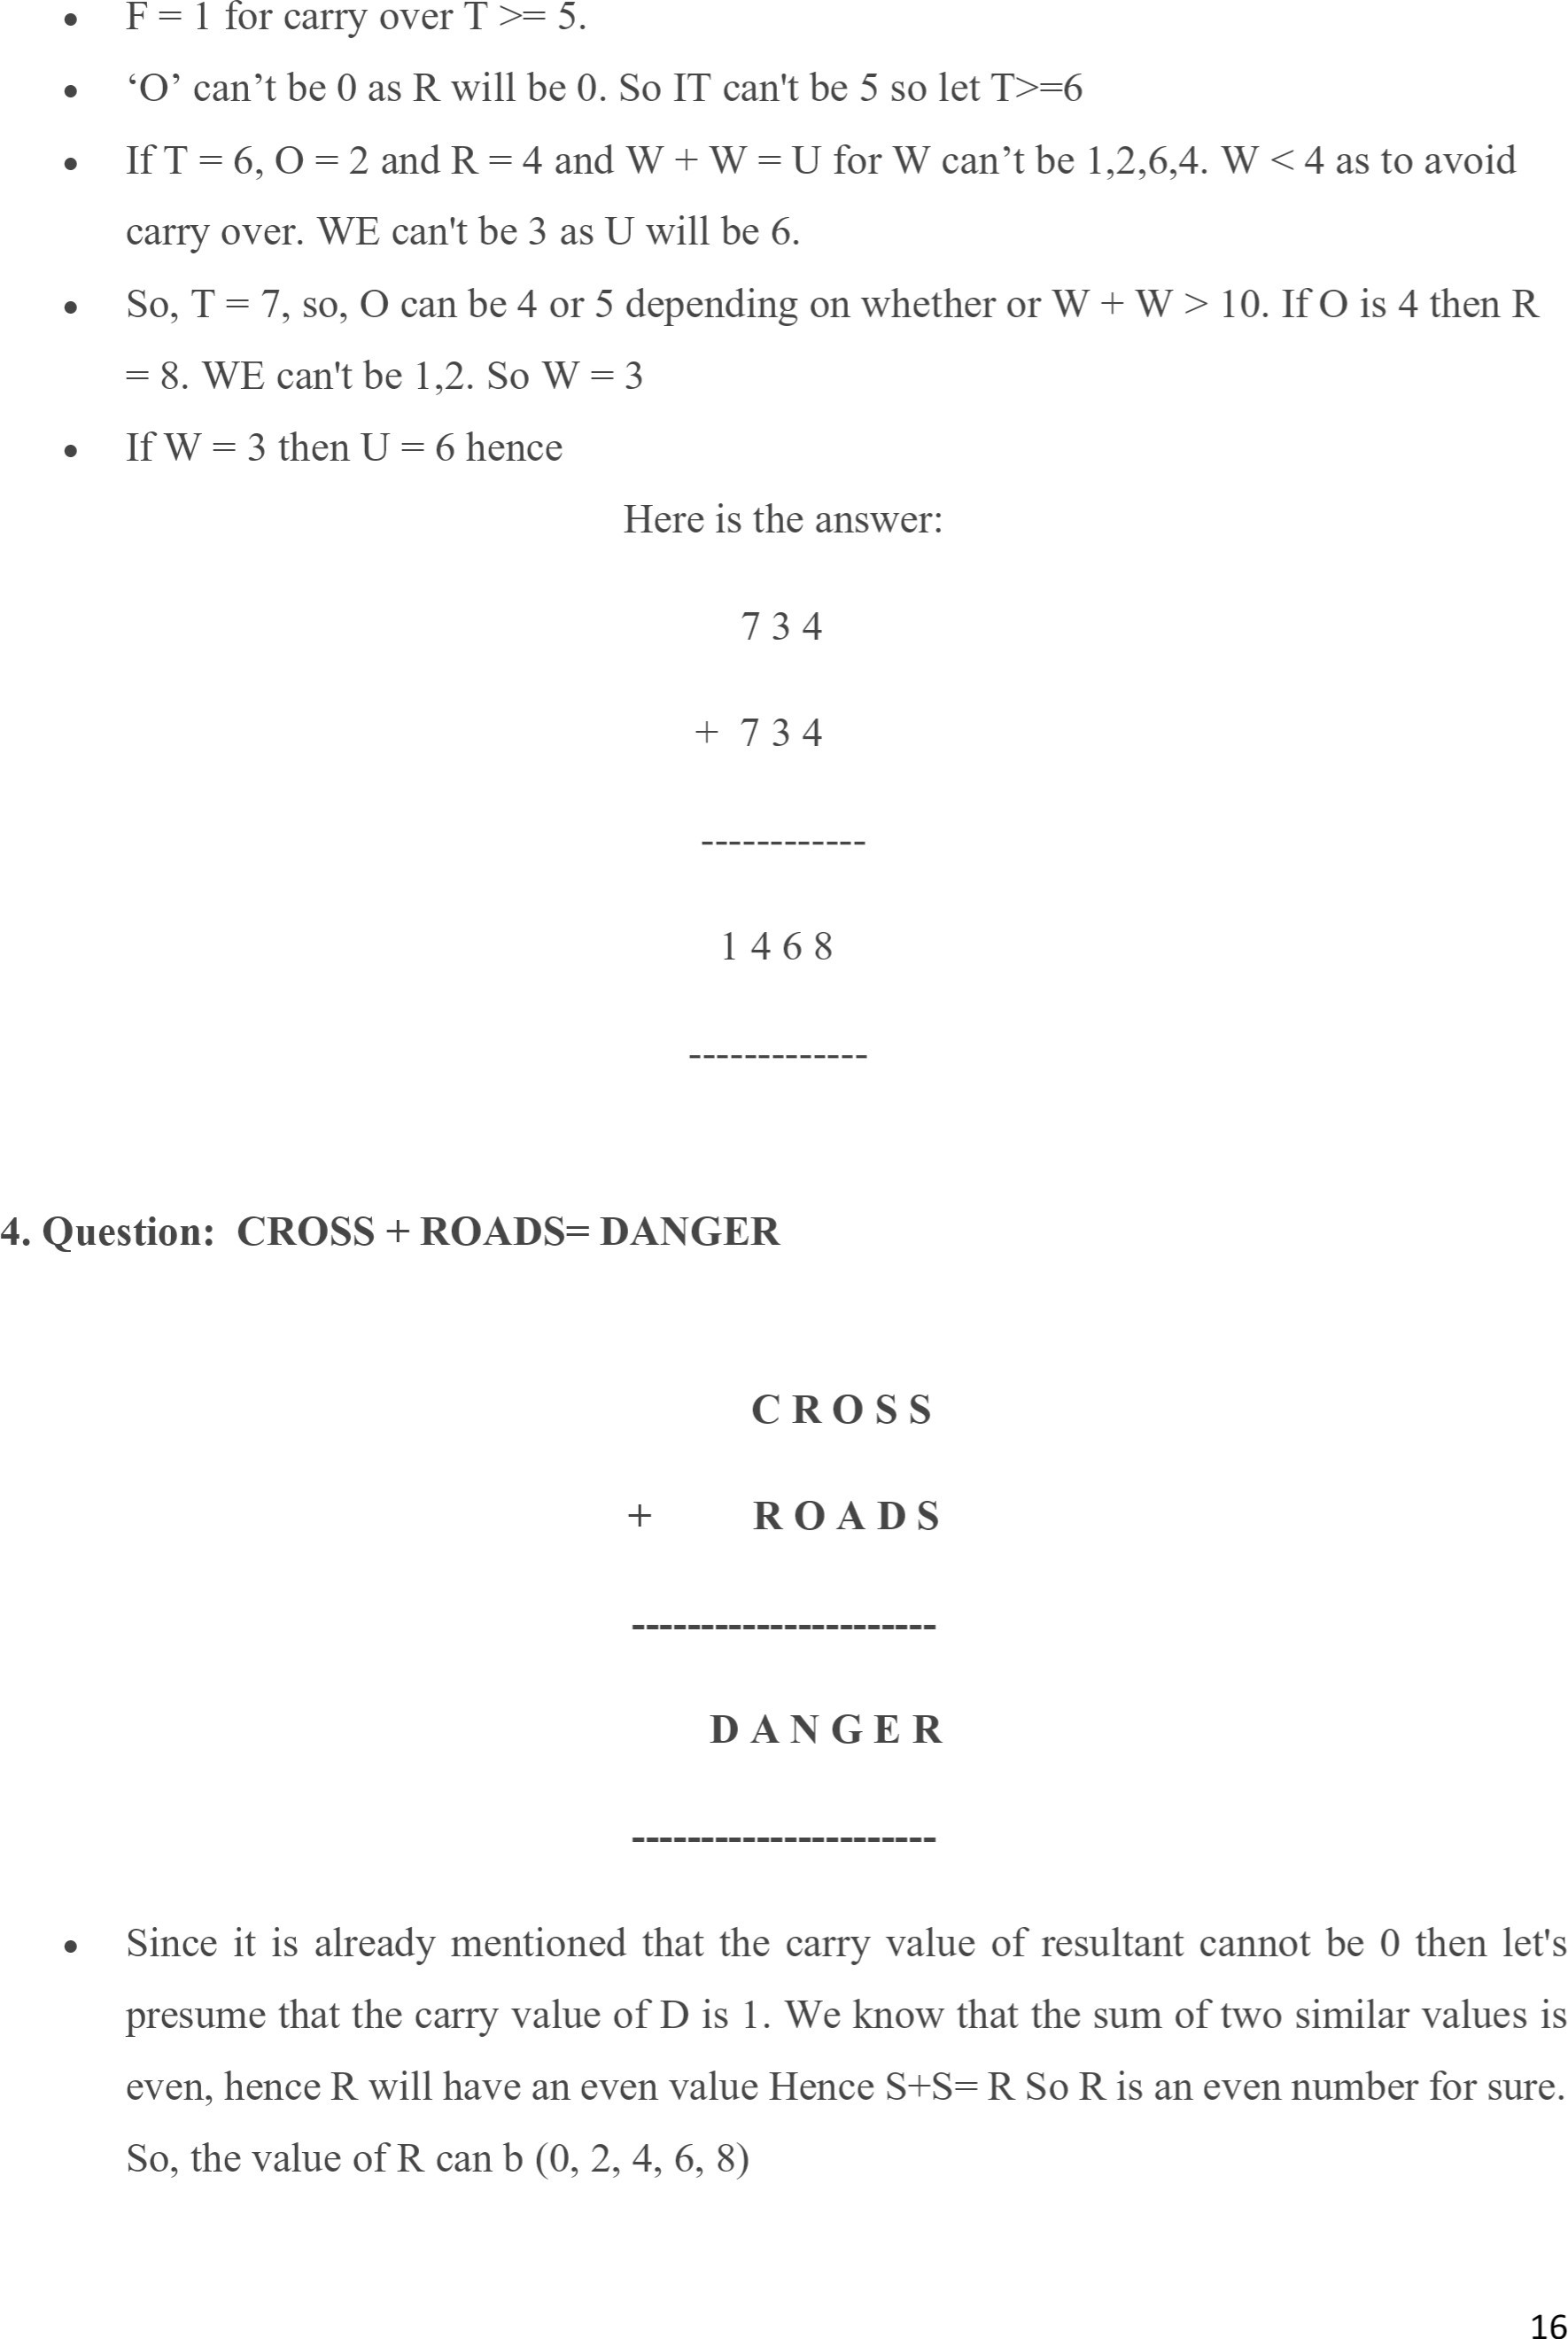 • F = 1 for carry over T >= 5.
• ‘O’ can’t be 0 as R will be 0. So IT can't be 5 so let T>=6
• If T = 6, O = 2 and R = 4 and W + W = U for W can’t be 1,2,6,4. W < 4 as to avoid
carry over. WE can't be 3 as U will be 6.
• So, T = 7, so, O can be 4 or 5 depending on whether or W + W > 10. If O is 4 then R
= 8. WE can't be 1,2. So W = 3
• If W = 3 then U = 6 hence
Here is the answer:
7 3 4
+ 7 3 4
------------
1 4 6 8
-------------
4. Question: CROSS + ROADS= DANGER
C R O S S
+ R O A D S
----------------------
D A N G E R
----------------------
• Since it is already mentioned that the carry value of resultant cannot be 0 then let's
presume that the carry value of D is 1. We know that the sum of two similar values is
even, hence R will have an even value Hence S+S= R So R is an even number for sure.
So, the value of R can b (0, 2, 4, 6, 8)
16